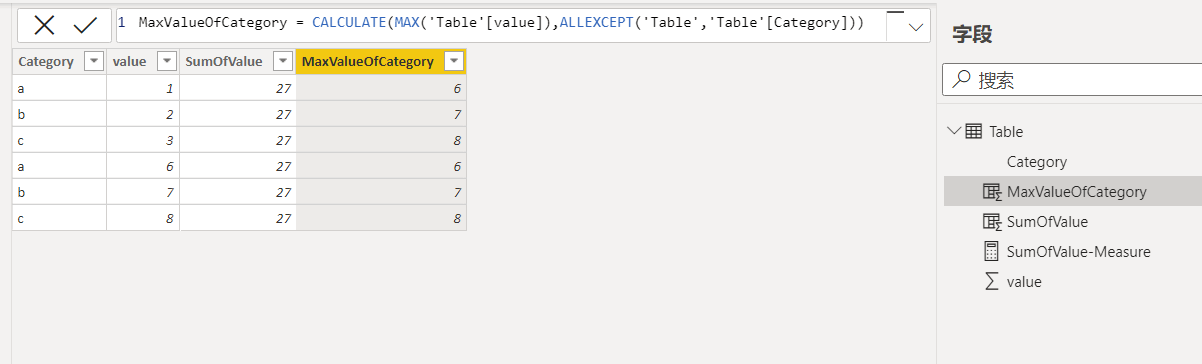 1 MaxValueOfCategory = CALCULATE(MAX('Table'[value]),ALLEXCEPT('Table','Table'[Category]))
Category value SumOfValue MaxValueOfCategory
a 1 27 6
b 2 27 7
c 3 27 8
a 6 27 6
b 7 27 7
c 8 27 8
字段
搜索
Table
Category
MaxValueOfCategory
SumOfValue
SumOfValue-Measure
value